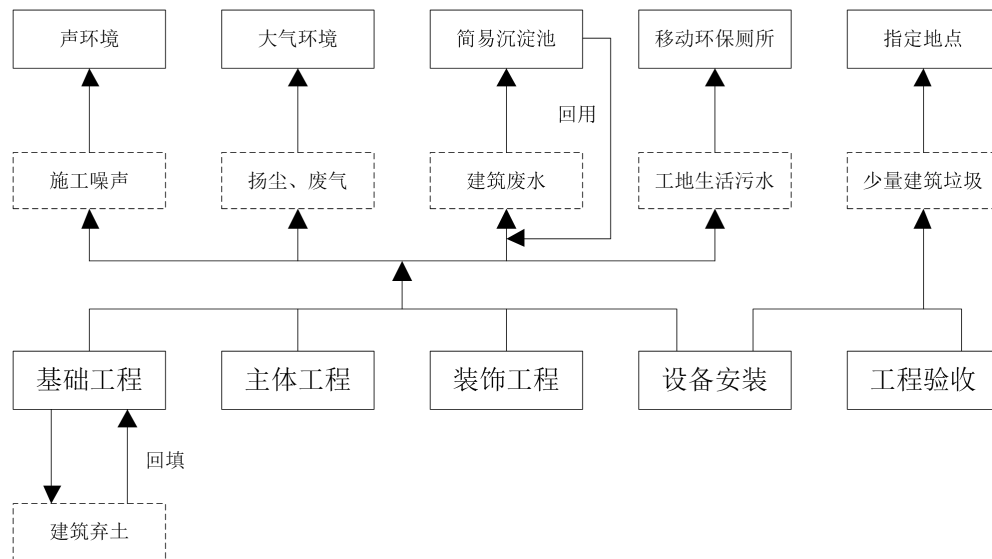 声环境
大气环境
简易沉淀池
移动环保厕所
指定地点
回用
施工噪声
扬尘、废气
建筑废水
工地生活污水
少量建筑垃圾
基础工程
主体工程
装饰工程
设备安装
工程验收
回填
建筑弃土